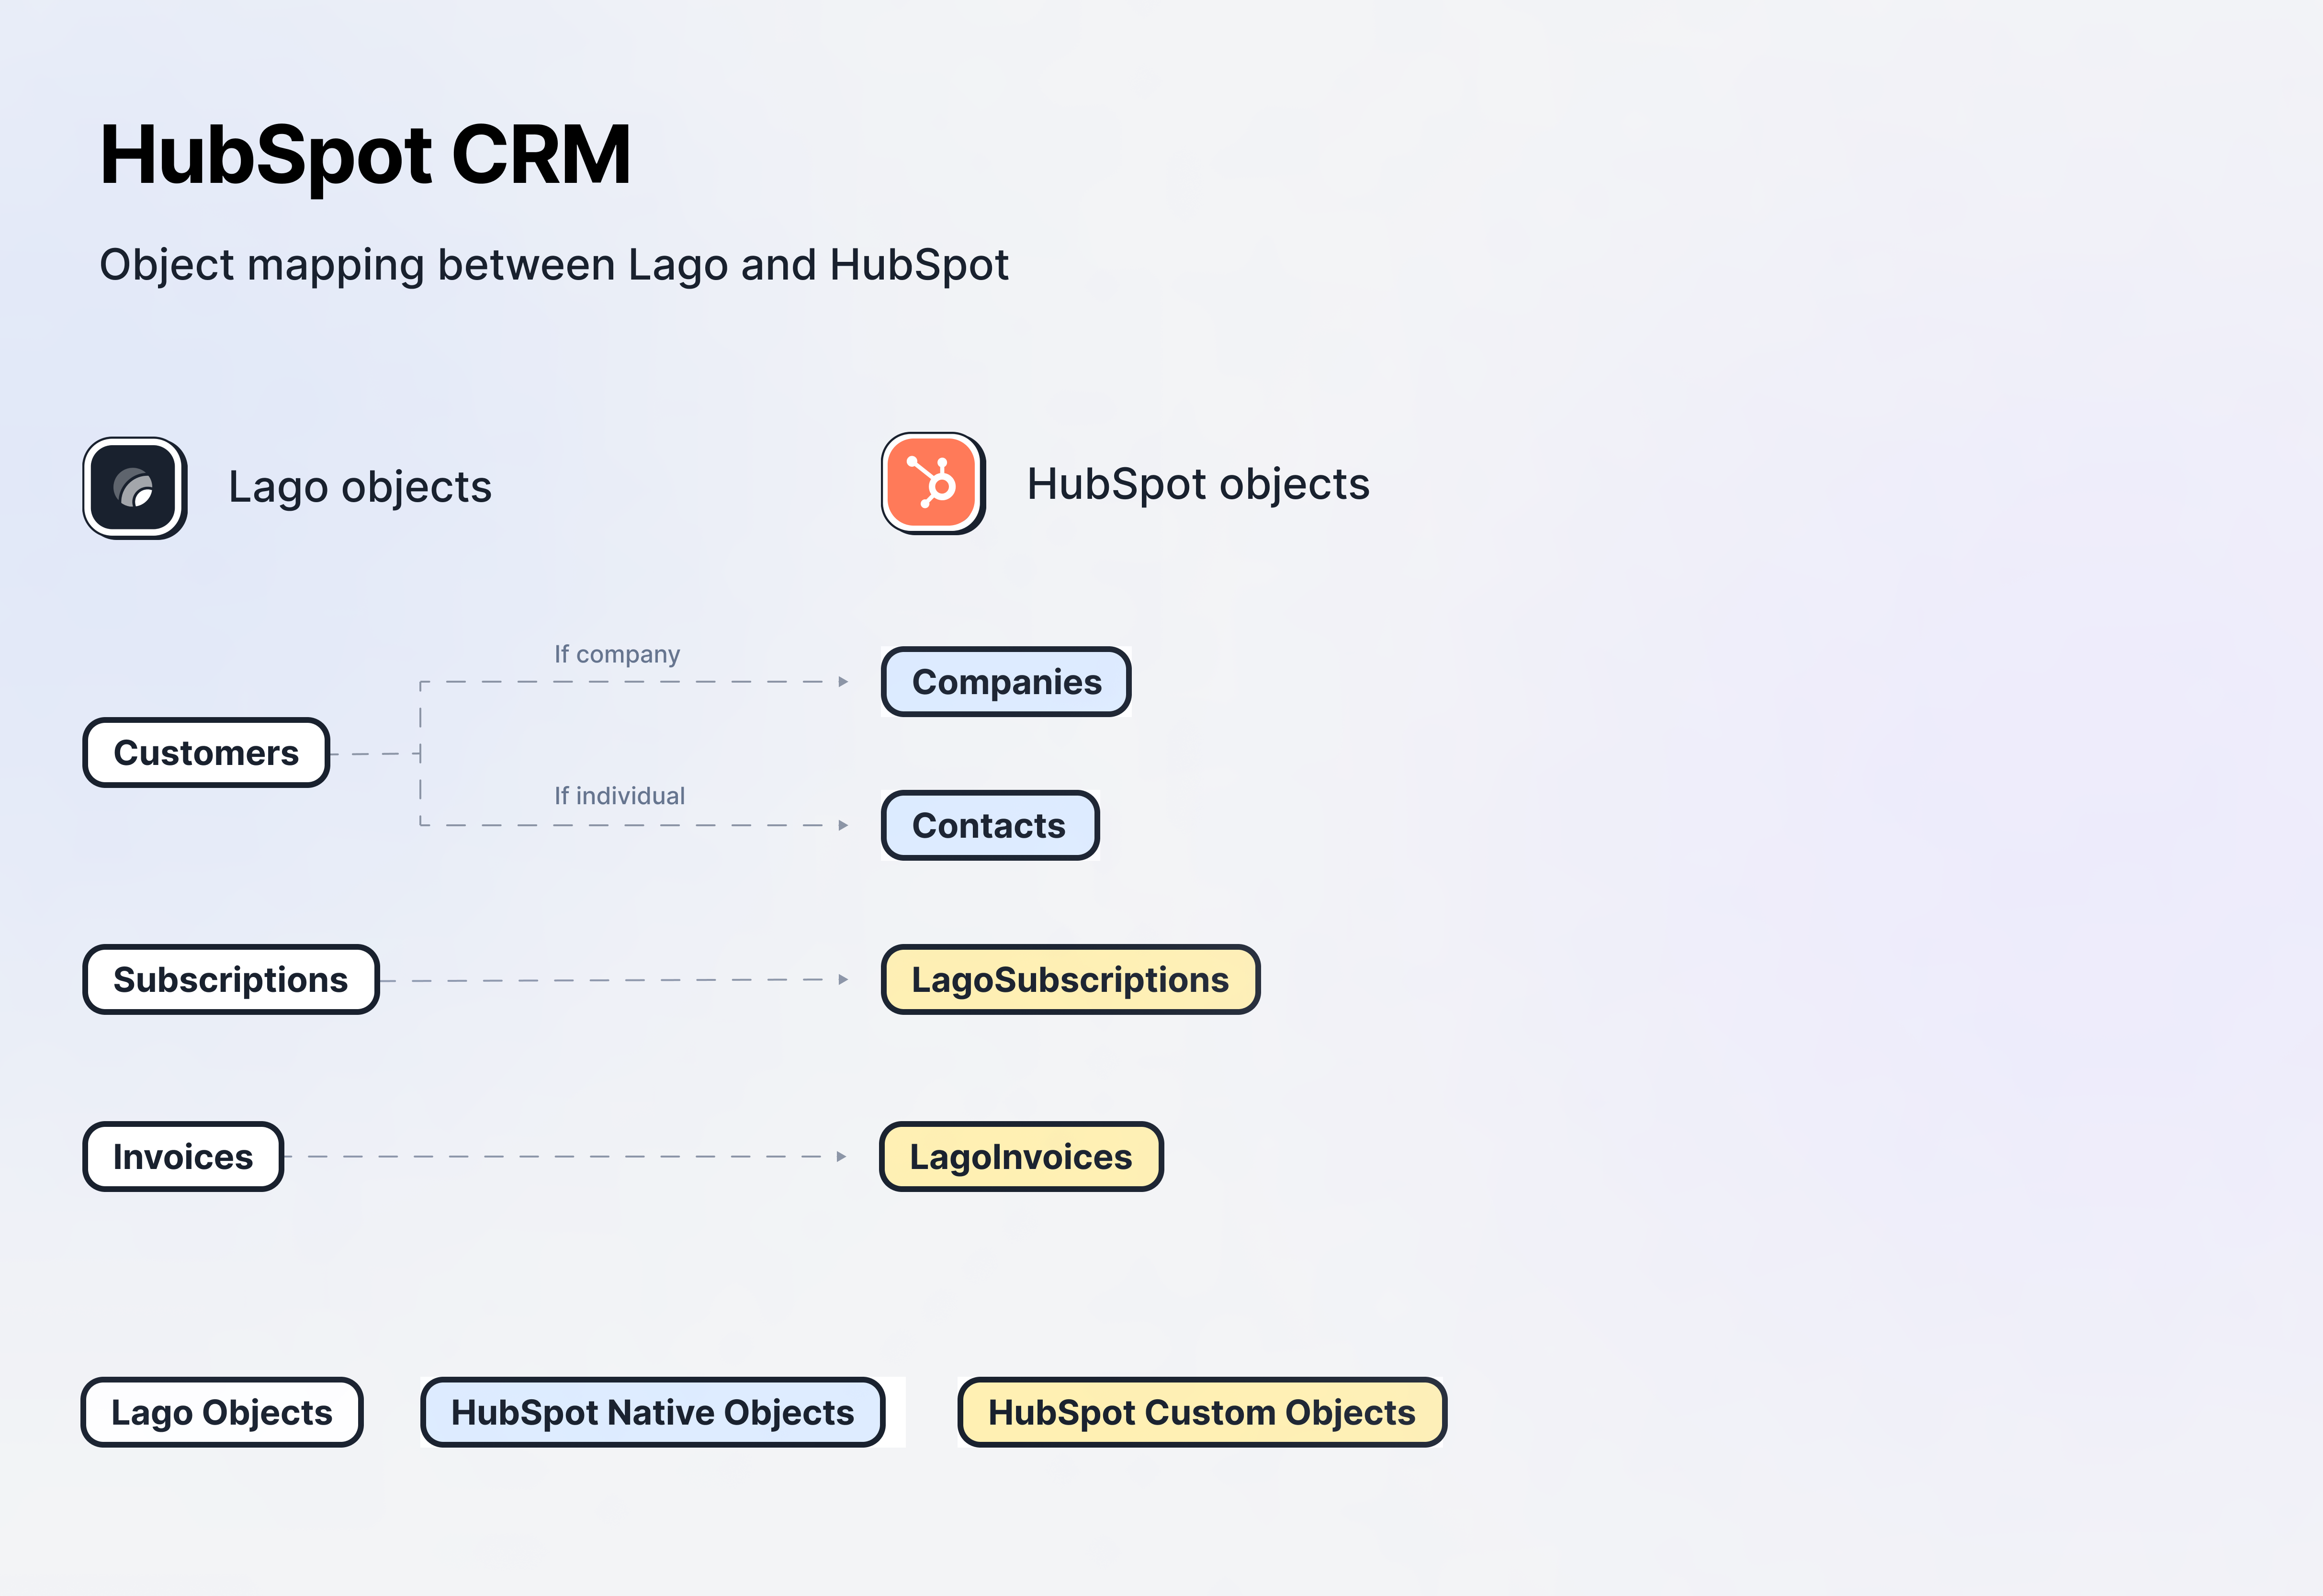 HubSpot CRM
Object mapping between Lago and HubSpot
Lago objects
HubSpot objects
If company
Companies
Customers
If individual
Contacts
Subscriptions
LagoSubscriptions
Invoices
LagoInvoices
Lago Objects
HubSpot Native Objects
HubSpot Custom Objects